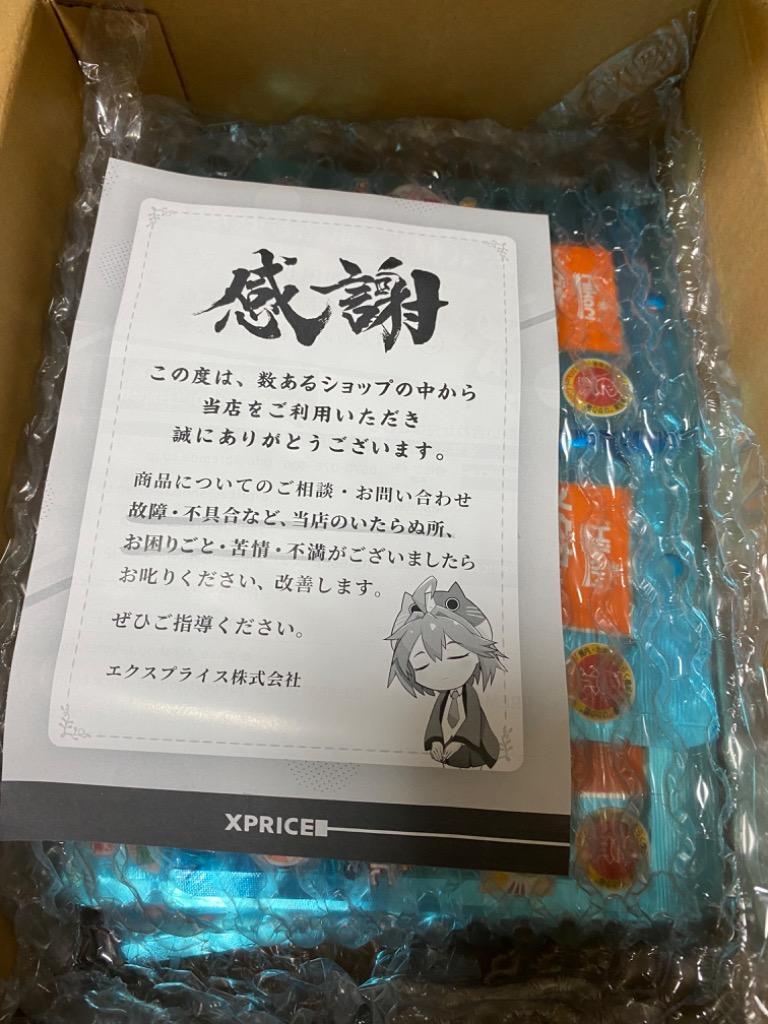 感謝
この度は、数あるショップの中から
当店をご利用いただき
誠にありがとうございます。
商品についてのご相談・お問い合わせ
故障・不具合など、当店のいたらぬ所、
お困りごと・苦情・不満がございましたら
お叱りください、改善します。
ぜひご指導ください。
エクスプライス株式会社
XPRICE